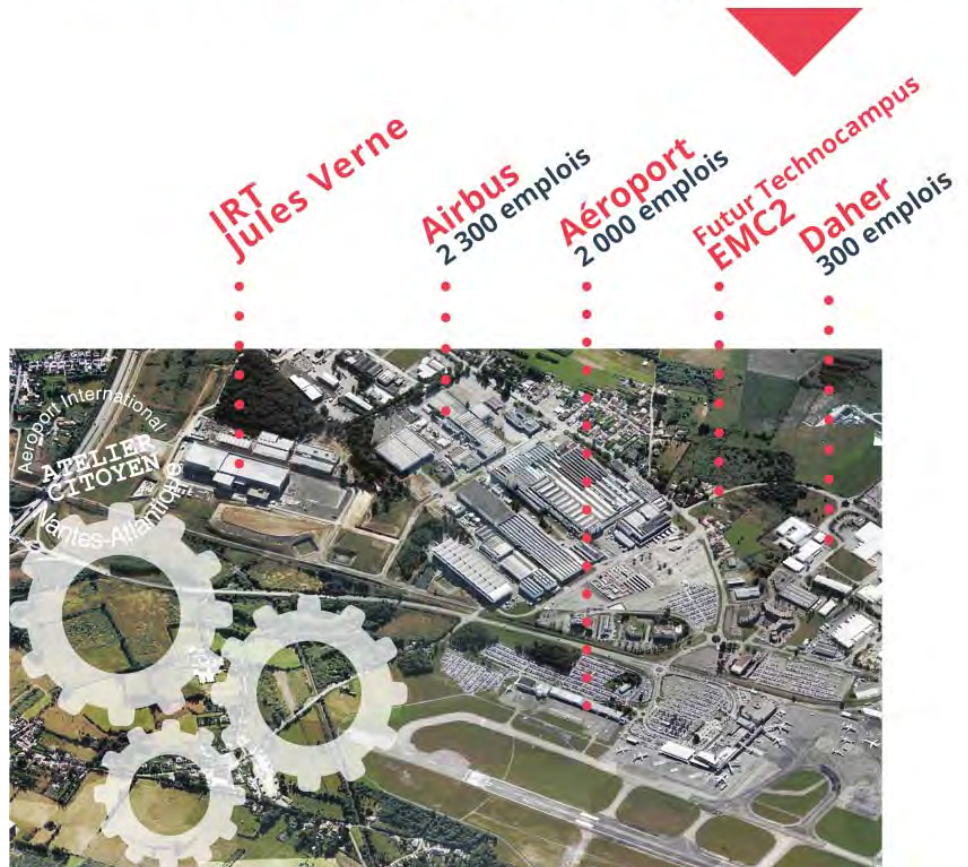 IRT
Jules Verne
Airbus
2 300 emplois
Aéroport
2 000 emplois
Futur Technocampus
EMC2
Daher
300 emplois
Aeroport International
ATELIER
CITOYEN
Nantes-Atlantique